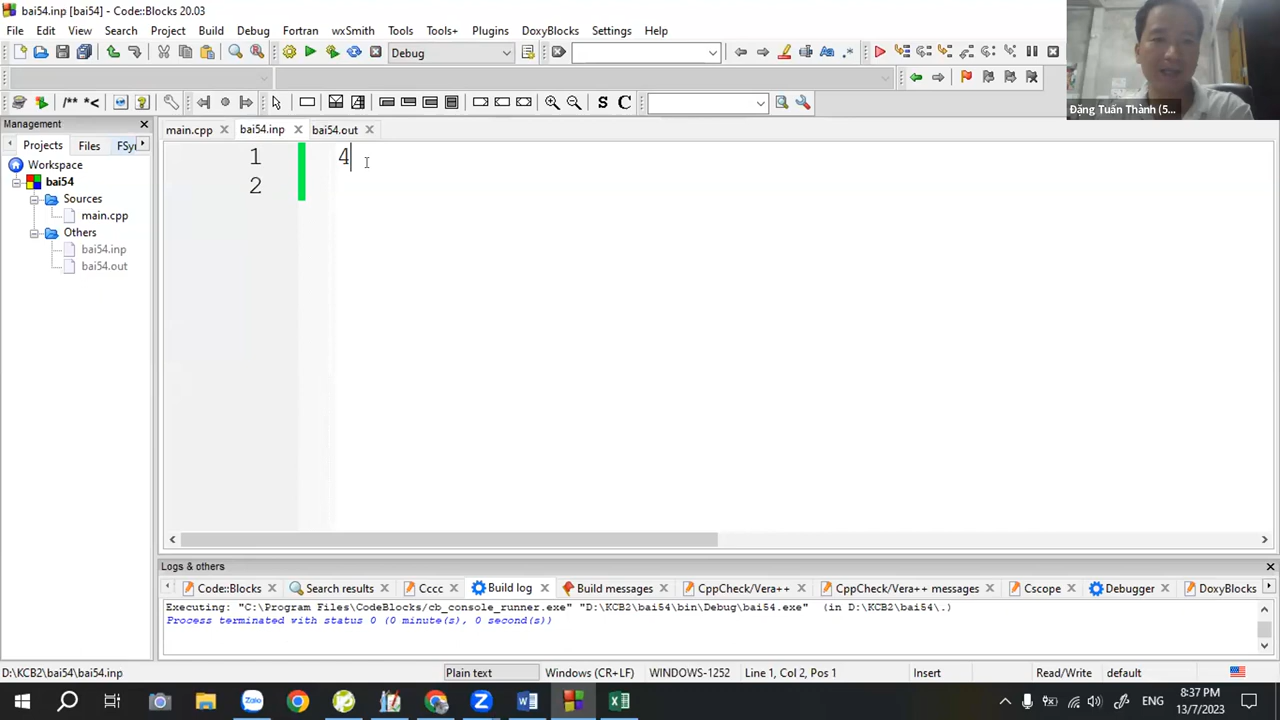 bai54.inp [bai54] - Code::Blocks 20.03
File Edit View Search Project Build Debug Fortran wxSmith Tools Tools+ Plugins DoxyBlocks Settings Help
Debug
/** *<
S C
Đặng Tuấn Thành (5...
Management
main.cpp bai54.inp bai54.out
Projects Files FSy
Workspace
bai54
Sources
main.cpp
Others
bai54.inp
bai54.out
1 4
2
Logs & others
Code::Blocks Search results Cccc Build log Build messages CppCheck/Vera++ CppCheck/Vera++ messages Cscope Debugger DoxyBlocks
Executing: "C:\Program Files\CodeBlocks/cb_console_runner.exe" "D:\KCB2\bai54\bin\Debug\bai54.exe" (in D:\KCB2\bai54\.)
Process terminated with status 0 (0 minute(s), 0 second(s))
D:\KCB2\bai54\bai54.inp Plain text Windows (CR+LF) WINDOWS-1252 Line 1, Col 2, Pos 1 Insert Read/Write default
Zalo
ENG
8:37 PM
13/7/2023